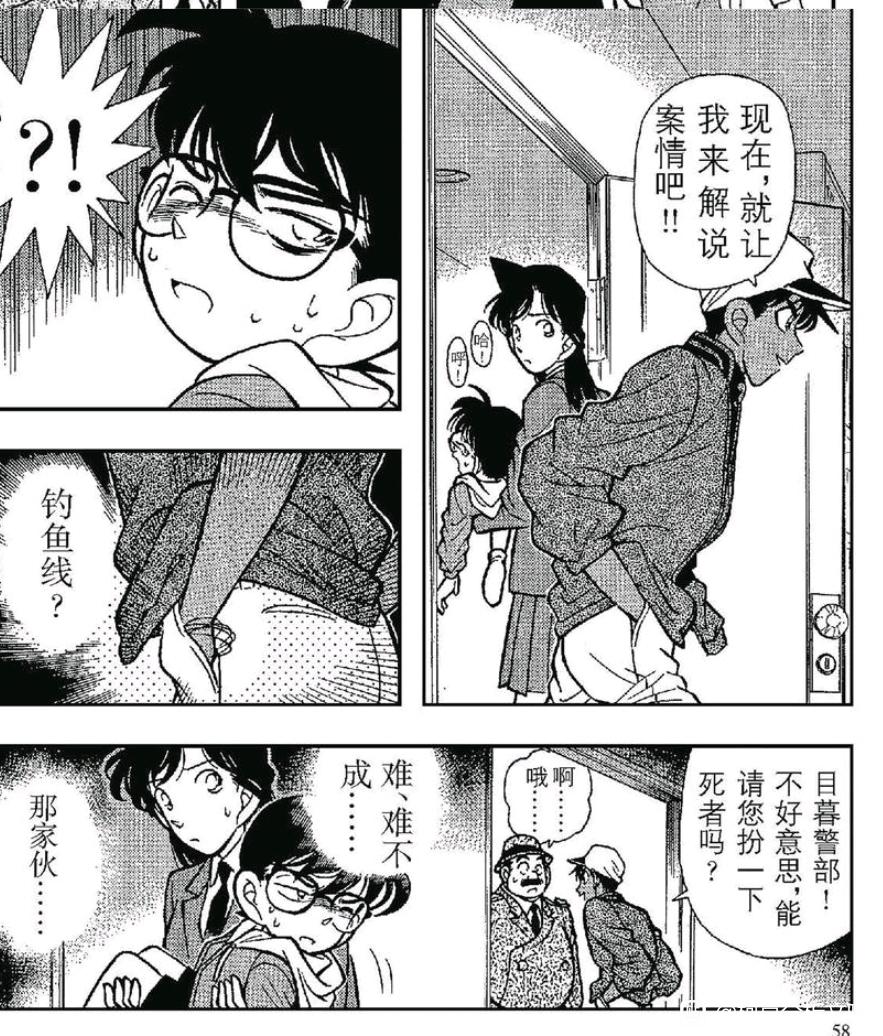 现在，就让
我来解说
案情吧！！
哈！
呼！
?!
钓鱼线？
目暮警部！
不好意思，能
请您扮一下
死者吗？
啊……
哦……
难、难不
成……
那家伙……
58